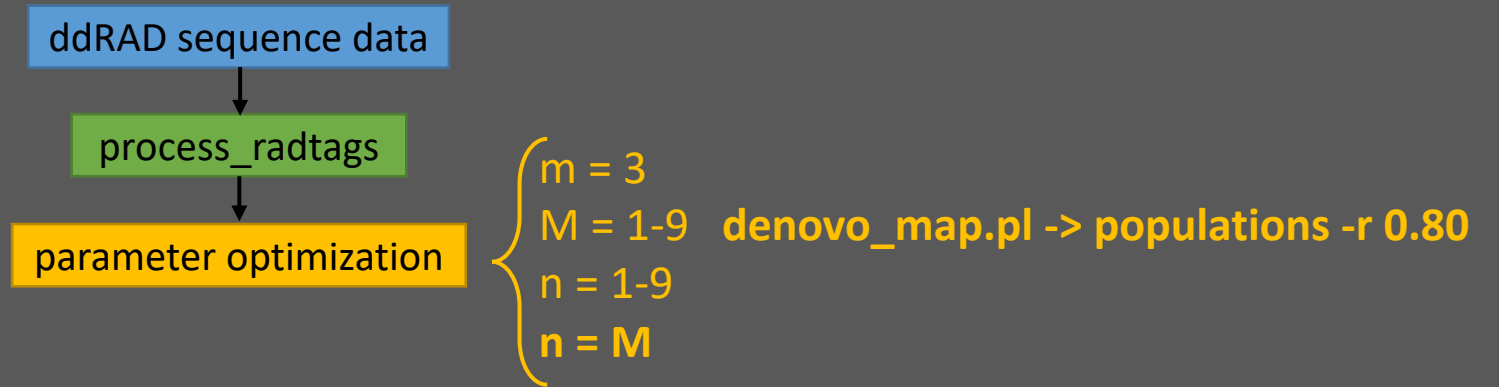 ddRAD sequence data
process_radtags
parameter optimization
m = 3
M = 1-9 denovo_map.pl -> populations -r 0.80
n = 1-9
n = M